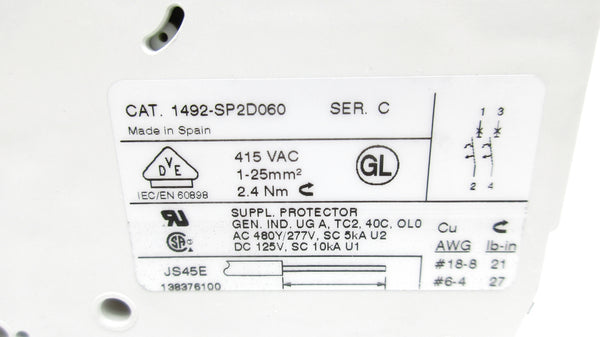 CAT. 1492-SP2D060 SER. C
Made in Spain
1 3
DVE
IEC/EN 60898
415 VAC
1-25mm²
2.4 Nm
GL
2 4
SUPPL. PROTECTOR
GEN. IND. UG A, TC2, 40C, OL0
AC 480Y/277V, SC 5kA U2
DC 125V, SC 10kA U1
Cu
AWG lb-in
#18-8 21
#6-4 27
JS45E
138376100